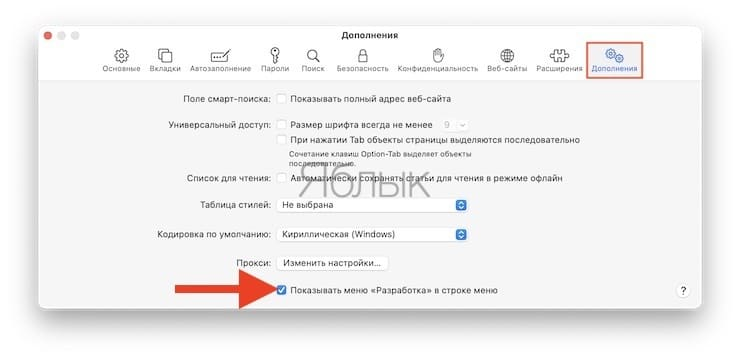 Дополнения
Основные Вкладки Автозаполнение Пароли Поиск Безопасность Конфиденциальность Веб-сайты Расширения Дополнения
Поле смарт-поиска: Показывать полный адрес веб-сайта
Универсальный доступ: Размер шрифта всегда не менее 9
При нажатии Tab объекты страницы выделяются последовательно
Сочетание клавиш Option-Tab выделяет объекты
последовательно.
Список для чтения: Автоматически сохранять статьи для чтения в режиме офлайн
Яблык
Таблица стилей: Не выбрана
Кодировка по умолчанию: Кириллическая (Windows)
Прокси: Изменить настройки...
Показывать меню «Разработка» в строке меню ?